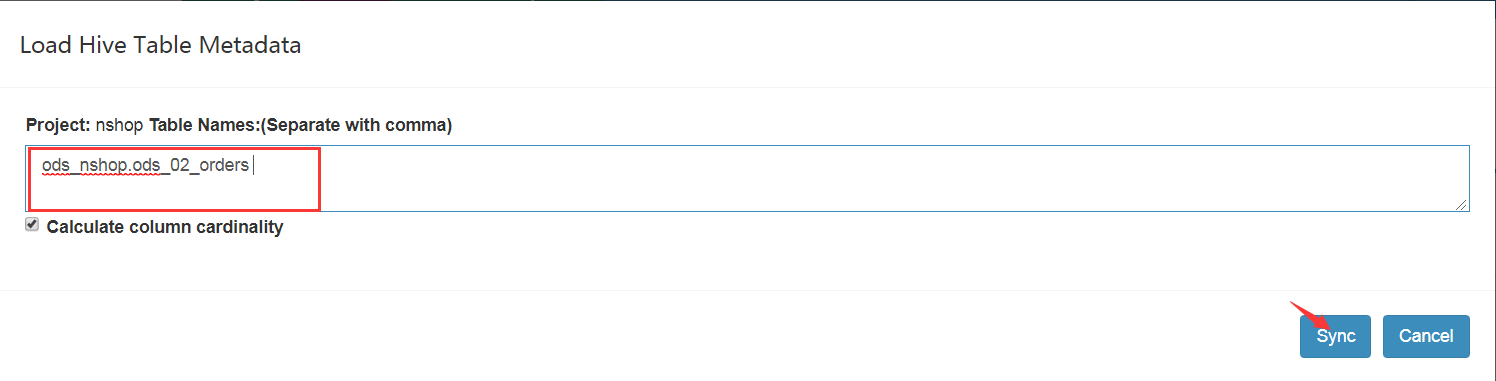 Load Hive Table Metadata
Project: nshop Table Names:(Separate with comma)
ods_nshop.ods_02_orders
Calculate column cardinality
Sync Cancel